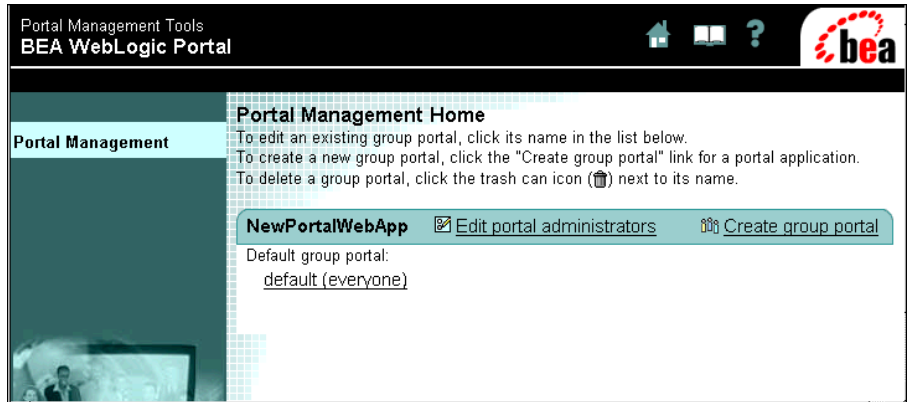 Portal Management Tools
BEA WebLogic Portal
?
bea
Portal Management
Portal Management Home
To edit an existing group portal, click its name in the list below.
To create a new group portal, click the "Create group portal" link for a portal application.
To delete a group portal, click the trash can icon () next to its name.
NewPortalWebApp Edit portal administrators Create group portal
Default group portal:
default (everyone)